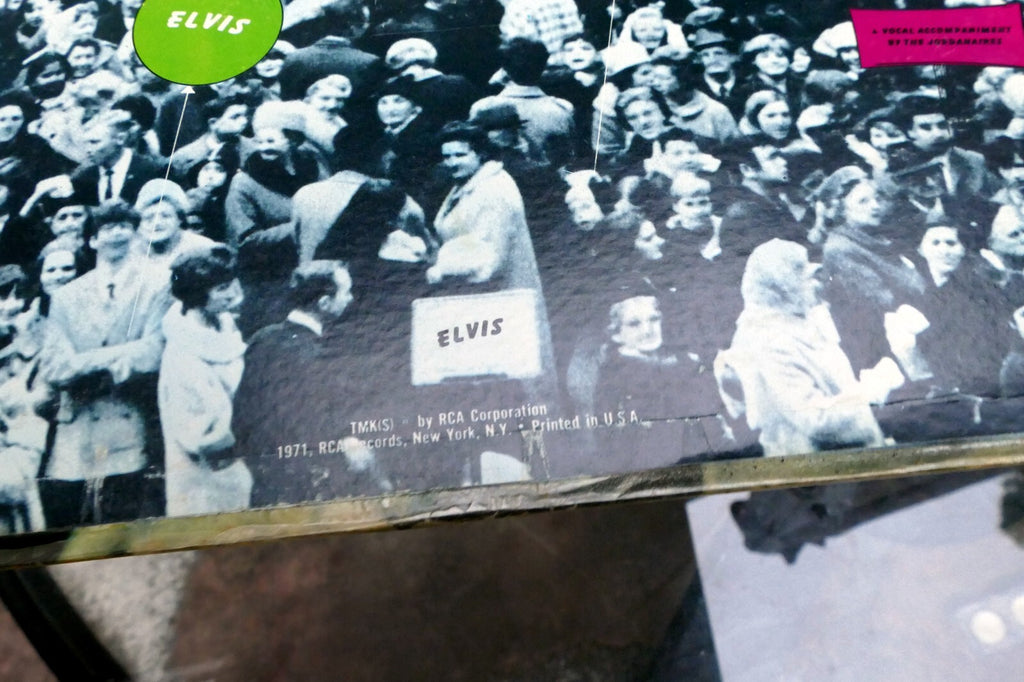 ELVIS
★ VOCAL ACCOMPANIMENT
BY THE JORDANAIRES
ELVIS
TMK(S) ® by RCA Corporation
1971, RCA Records, New York, N.Y. • Printed in U.S.A.